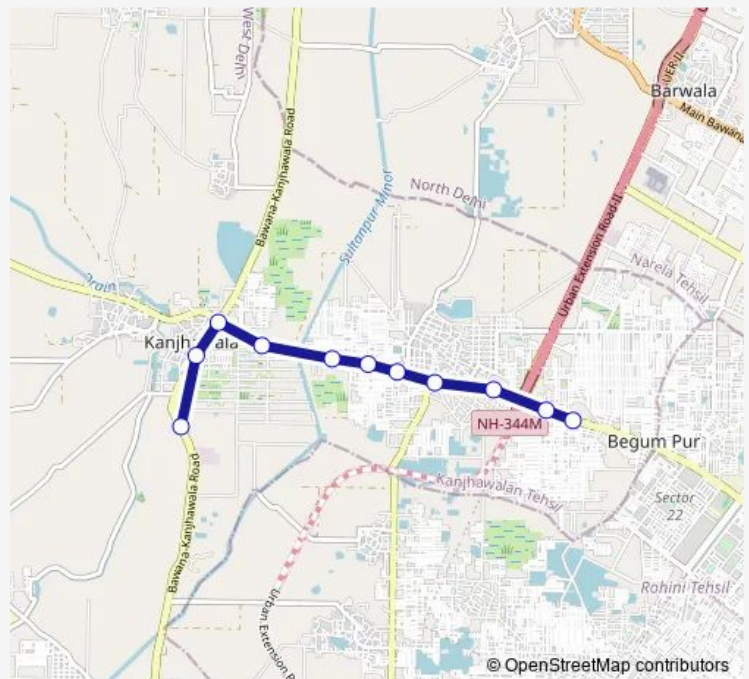 West Delhi
UER-II
Barwala
Main Bawana
Bawana-Kanjhawala Road
Sultanpur Minor
North Delhi
Urban Extension Road-II
Narela Tehsil
Drain
Kanjhawala
NH-344M
Begum Pur
Kanjhawalan Tehsil
Sector
22
Bawana-Kanjhawala Road
Rohini Tehsil
Urban Extension R
© OpenStreetMap contributors